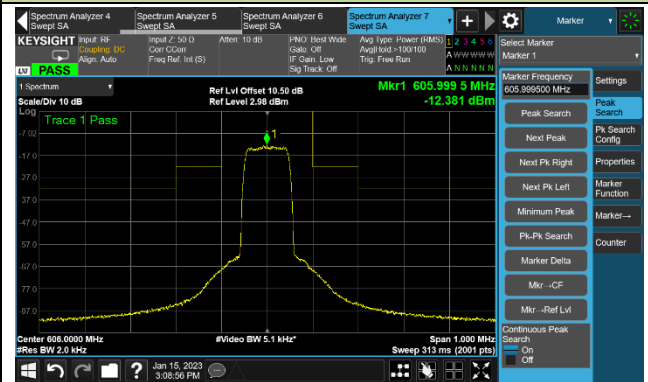 Spectrum Analyzer 4
Swept SA
Spectrum Analyzer 5
Swept SA
Spectrum Analyzer 6
Swept SA
Spectrum Analyzer 7
Swept SA
Marker
KEYSIGHT
Input: RF
Coupling: DC
Align: Auto
Input Z: 50 Ω
Corr CCorr
Freq Ref: Int (S)
Atten: 10 dB
PNO: Best Wide
Gate: Off
IF Gain: Low
Sig Track: Off
Avg Type: Power (RMS)
Avg|Hold:>100/100
Trig: Free Run
1 2 3 4 5 6
A W W W W W
A N N N N N
LXI
PASS
Select Marker
Marker 1
1 Spectrum
Scale/Div 10 dB
Ref Lvl Offset 10.50 dB
Ref Level 2.98 dBm
Mkr1 605.999 5 MHz
-12.381 dBm
Log
Trace 1 Pass
1
-7.02
-17.0
-27.0
-37.0
-47.0
-57.0
-67.0
-77.0
-87.0
Center 606.0000 MHz
#Res BW 2.0 kHz
#Video BW 5.1 kHz*
Span 1.000 MHz
Sweep 313 ms (2001 pts)
Marker Frequency
605.999500 MHz
Peak Search
Next Peak
Next Pk Right
Next Pk Left
Minimum Peak
Pk-Pk Search
Marker Delta
Mkr→CF
Mkr→Ref Lvl
Continuous Peak
Search
On
Off
Settings
Peak
Search
Pk Search
Config
Properties
Marker
Function
Marker→
Counter
?
Jan 15, 2023
3:08:56 PM